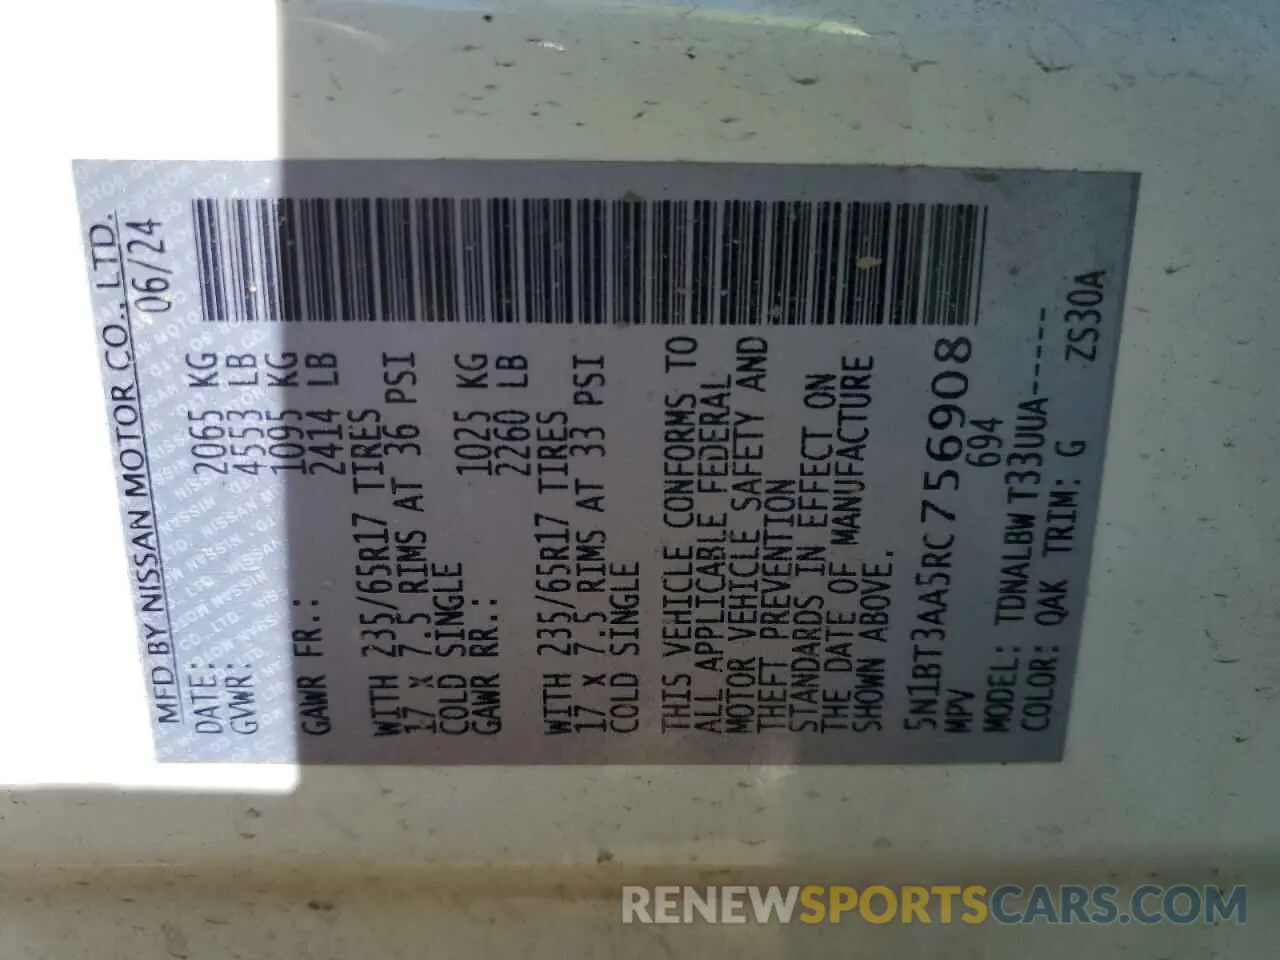 MFD BY NISSAN MOTOR CO., LTD.
DATE: 06/24
GVWR: 2065 KG
4553 LB
GAWR FR.: 1095 KG
2414 LB
WITH 235/65R17 TIRES
17 X 7.5 RIMS AT 36 PSI
COLD SINGLE
GAWR RR.: 1025 KG
2260 LB
WITH 235/65R17 TIRES
17 X 7.5 RIMS AT 33 PSI
COLD SINGLE
THIS VEHICLE CONFORMS TO
ALL APPLICABLE FEDERAL
MOTOR VEHICLE SAFETY AND
THEFT PREVENTION
STANDARDS IN EFFECT ON
THE DATE OF MANUFACTURE
SHOWN ABOVE.
5N1BT3AA5RC756908
MPV 694
MODEL: TDNALBW T33UUA-----
COLOR: QAK TRIM: G ZS30A
RENEWSPORTSCARS.COM